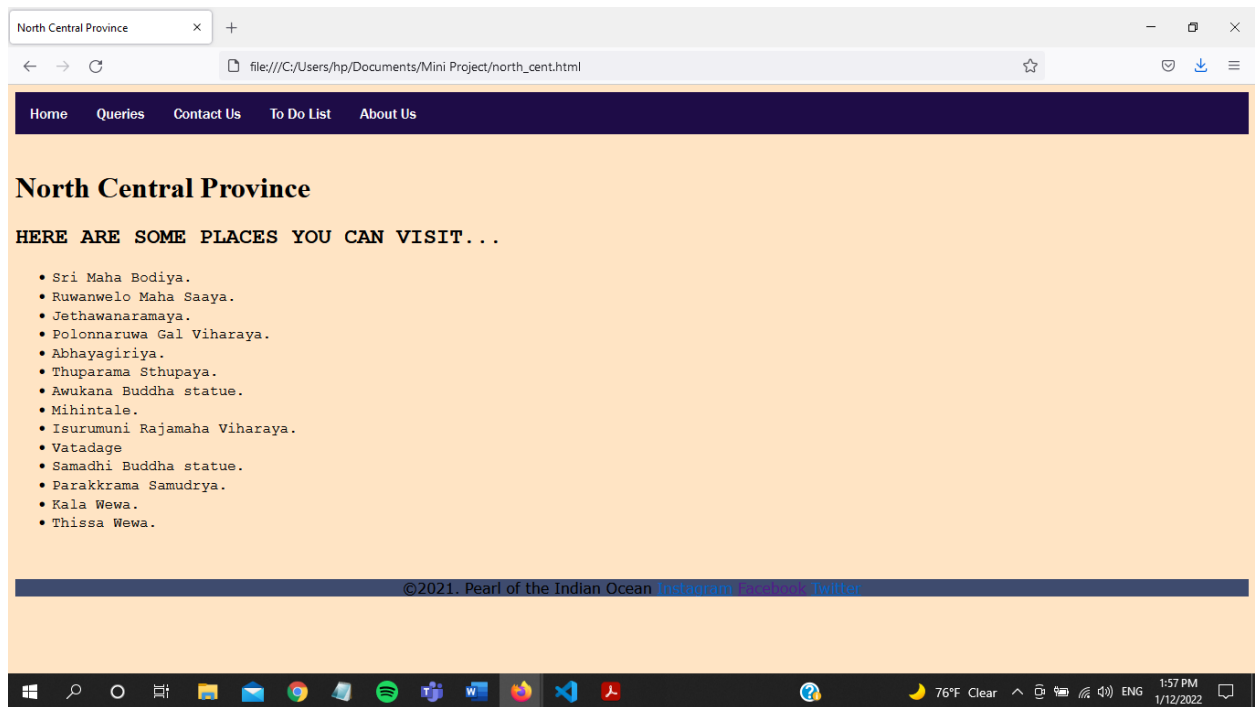 North Central Province
file:///C:/Users/hp/Documents/Mini Project/north_cent.html
Home Queries Contact Us To Do List About Us
North Central Province
HERE ARE SOME PLACES YOU CAN VISIT...
Sri Maha Bodiya.
Ruwanwelo Maha Saaya.
Jethawanaramaya.
Polonnaruwa Gal Viharaya.
Abhayagiriya.
Thuparama Sthupaya.
Awukana Buddha statue.
Mihintale.
Isurumuni Rajamaha Viharaya.
Vatadage
Samadhi Buddha statue.
Parakkrama Samudrya.
Kala Wewa.
Thissa Wewa.
©2021. Pearl of the Indian Ocean Instagram Facebook Twitter
76°F Clear ENG 1:57 PM
1/12/2022